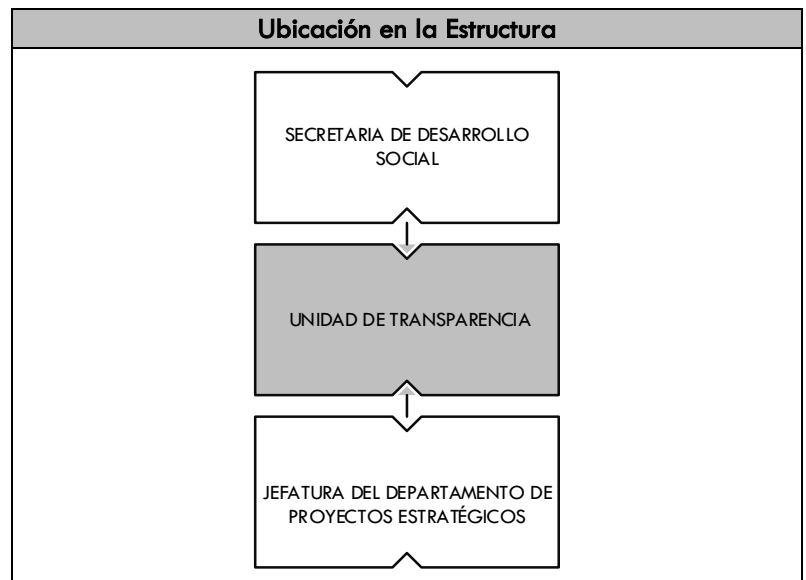 Ubicación en la Estructura
SECRETARIA DE DESARROLLO
SOCIAL
UNIDAD DE TRANSPARENCIA
JEFATURA DEL DEPARTAMENTO DE
PROYECTOS ESTRATÉGICOS